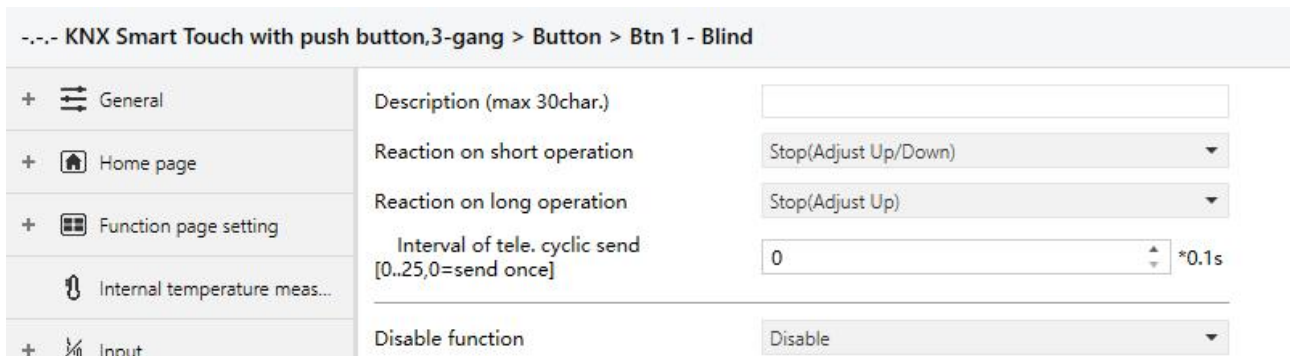 -.-.- KNX Smart Touch with push button,3-gang > Button > Btn 1 - Blind
+ General
+ Home page
+ Function page setting
Internal temperature meas...
+ Input
Description (max 30char.)
Reaction on short operation Stop(Adjust Up/Down)
Reaction on long operation Stop(Adjust Up)
Interval of tele. cyclic send
[0..25,0=send once]
0 *0.1s
Disable function Disable